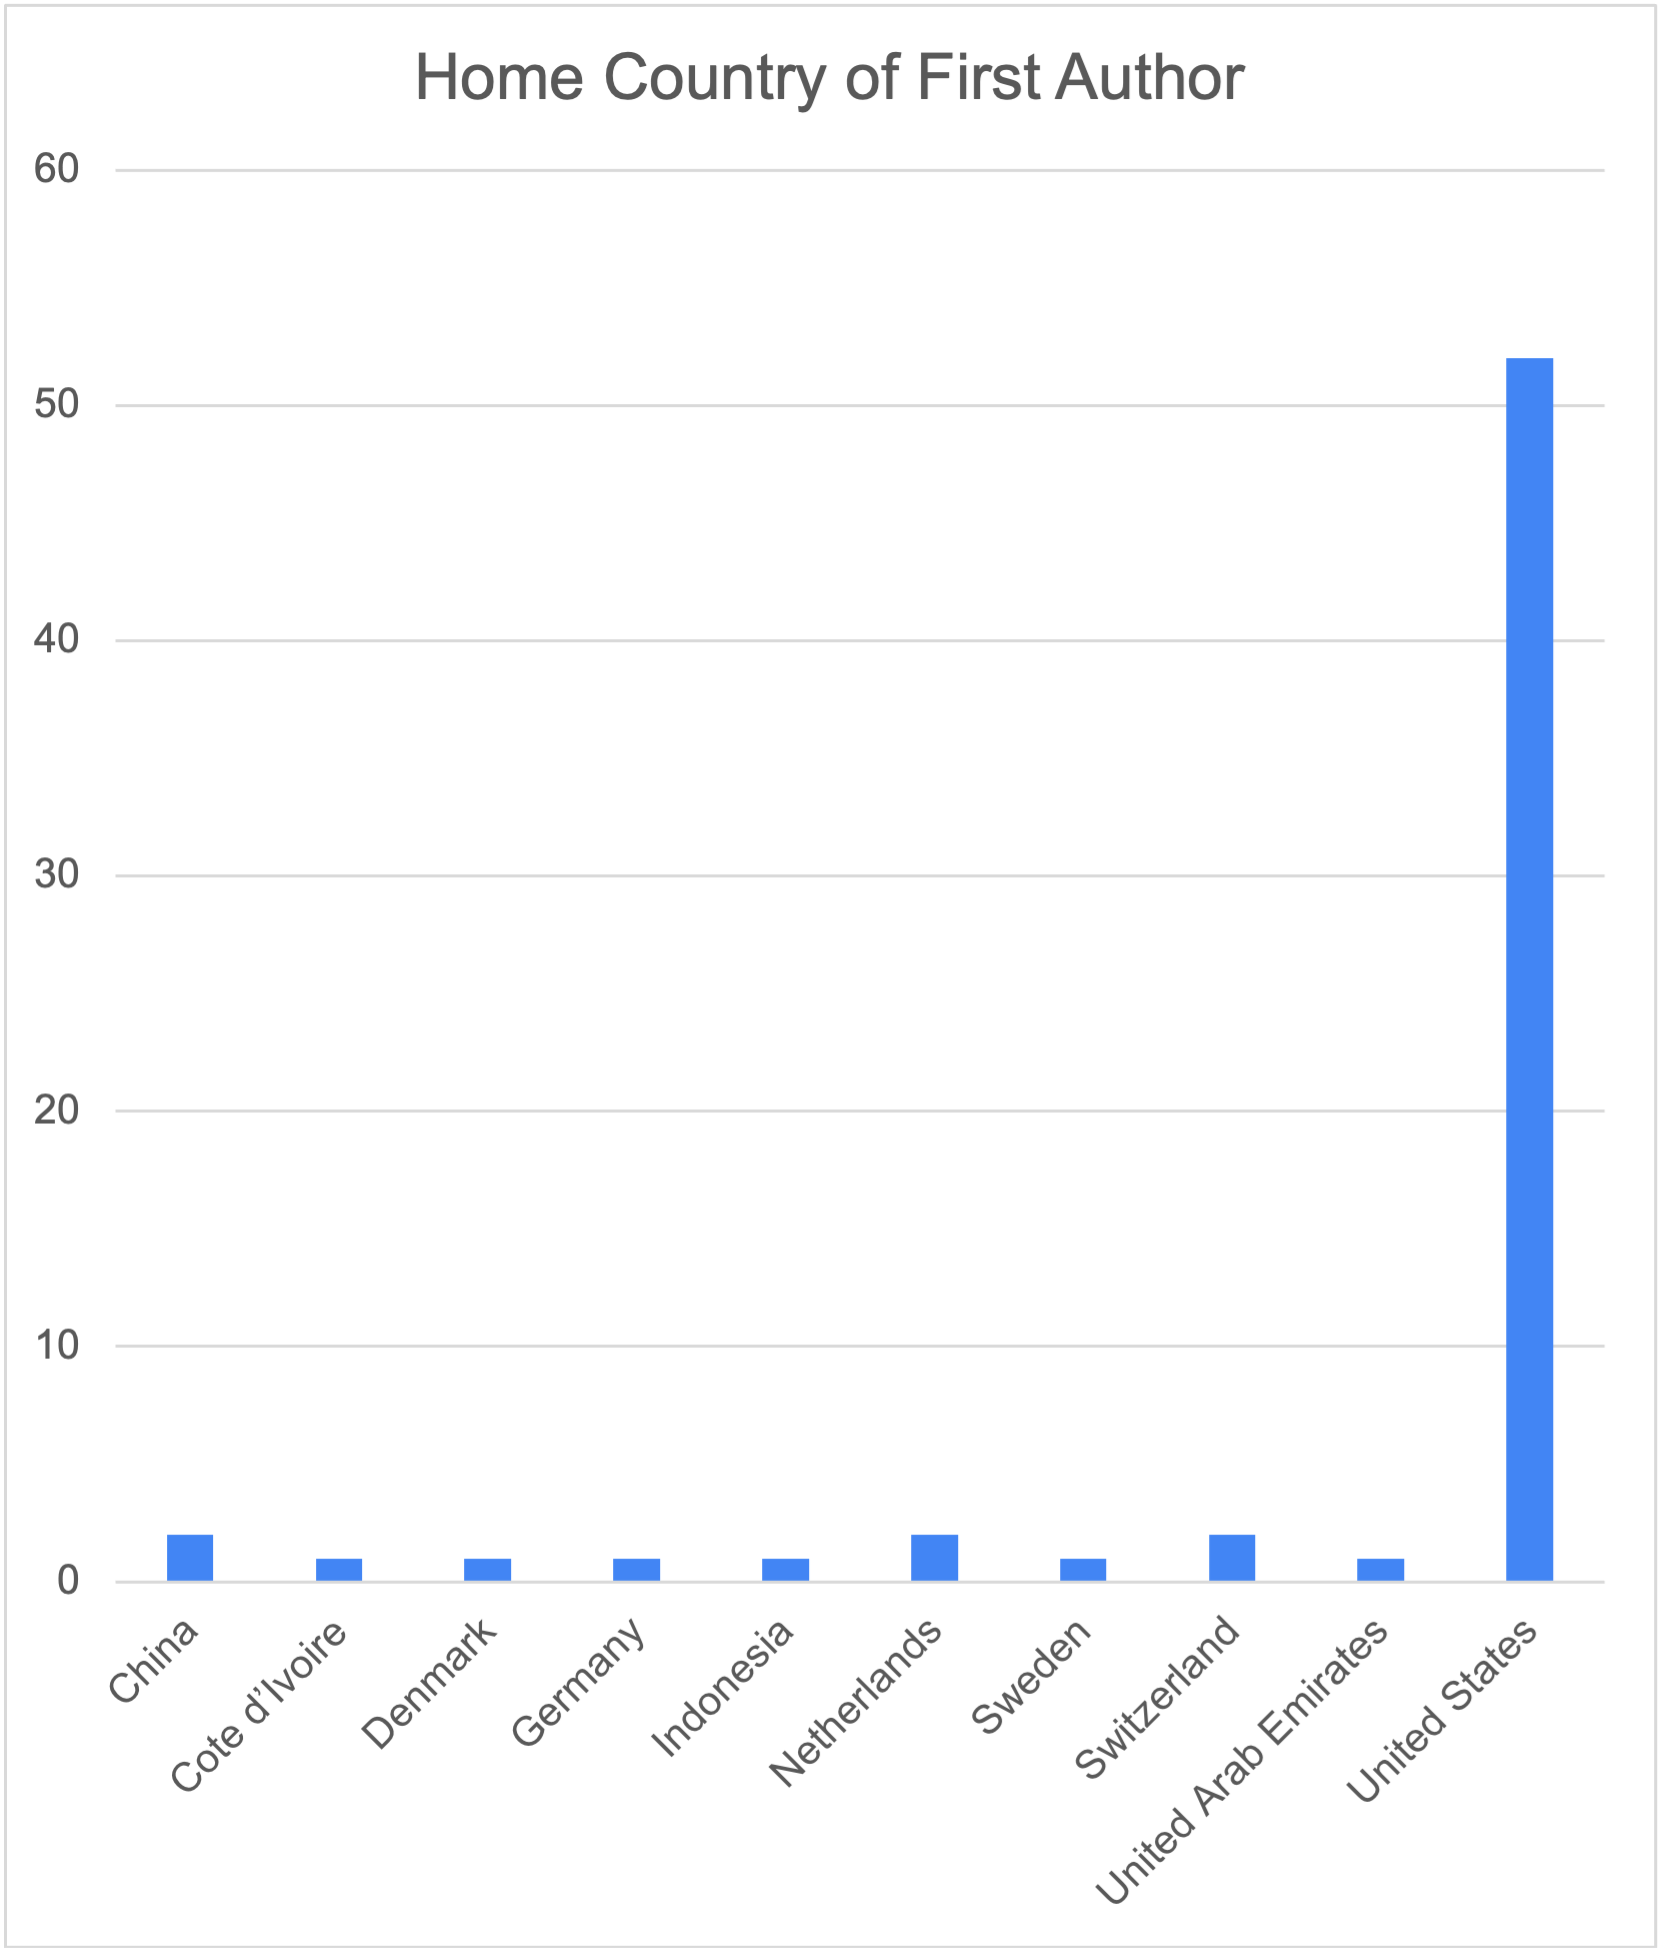 Home Country of First Author
60
50
40
30
20
10
0
China
Cote d’Ivoire
Denmark
Germany
Indonesia
Netherlands
Sweden
Switzerland
United Arab Emirates
United States